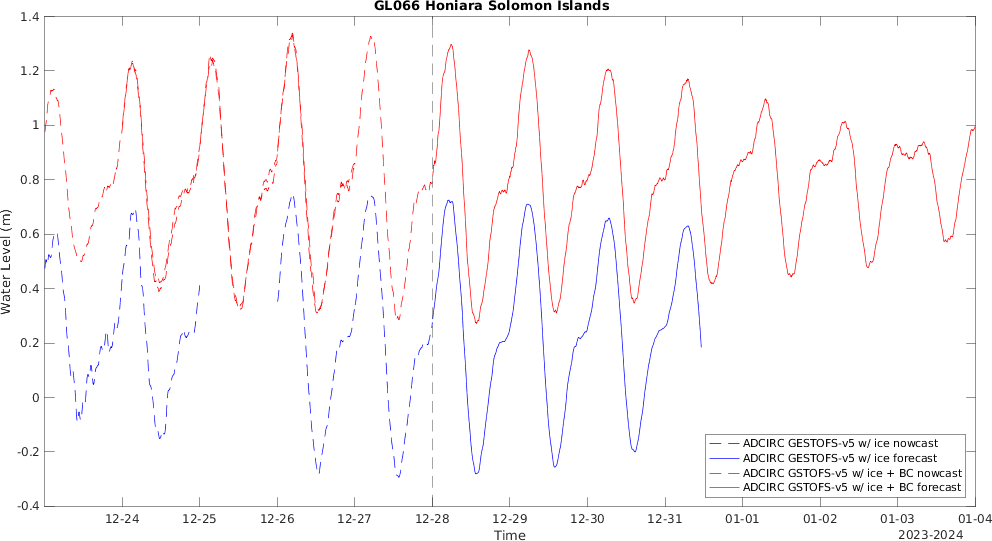 GL066 Honiara Solomon Islands
1.4
1.2
1
0.8
0.6
0.4
0.2
0
-0.2
-0.4
Water Level (m)
12-24 12-25 12-26 12-27 12-28 12-29 12-30 12-31 01-01 01-02 01-03 01-04
Time
2023-2024
ADCIRC GESTOFS-v5 w/ ice nowcast
ADCIRC GESTOFS-v5 w/ ice forecast
ADCIRC GSTOFS-v5 w/ ice + BC nowcast
ADCIRC GSTOFS-v5 w/ ice + BC forecast